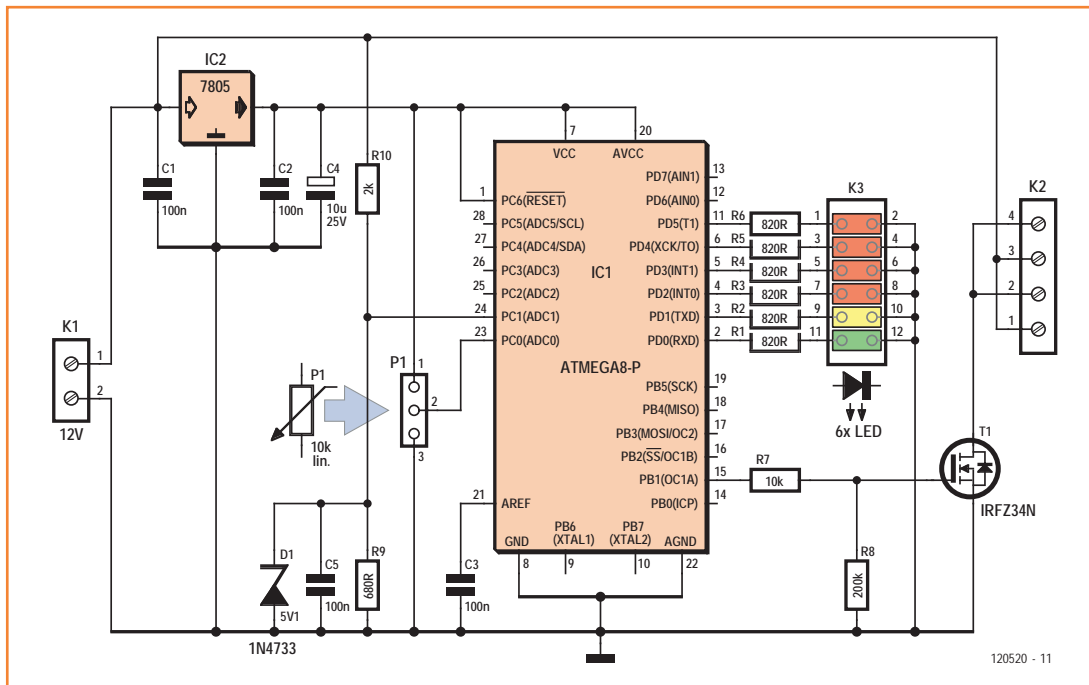 IC2
7805
C1
100n
C2
100n
C4
10u
25V
R10
2k
K1
1
2
12V
P1
10k
lin.
P1
1
2
3
D1
5V1
1N4733
C5
100n
R9
680R
C3
100n
7
VCC
20
AVCC
1 PC6(RESET)
28 PC5(ADC5/SCL)
27 PC4(ADC4/SDA)
26 PC3(ADC3)
25 PC2(ADC2)
24 PC1(ADC1)
23 PC0(ADC0)
21 AREF
IC1
ATMEGA8-P
PD7(AIN1) 13
PD6(AIN0) 12
PD5(T1) 11
PD4(XCK/TO) 6
PD3(INT1) 5
PD2(INT0) 4
PD1(TXD) 3
PD0(RXD) 2
PB5(SCK) 19
PB4(MISO) 18
PB3(MOSI/OC2) 17
PB2(SS/OC1B) 16
PB1(OC1A) 15
PB0(ICP) 14
GND
8
PB6
(XTAL1)
9
PB7
(XTAL2)
10
AGND
22
R6 820R
R5 820R
R4 820R
R3 820R
R2 820R
R1 820R
K3
1 2
3 4
5 6
7 8
9 10
11 12
6x LED
K2
4
3
2
1
T1
IRFZ34N
R7
10k
R8
200k
120520 - 11